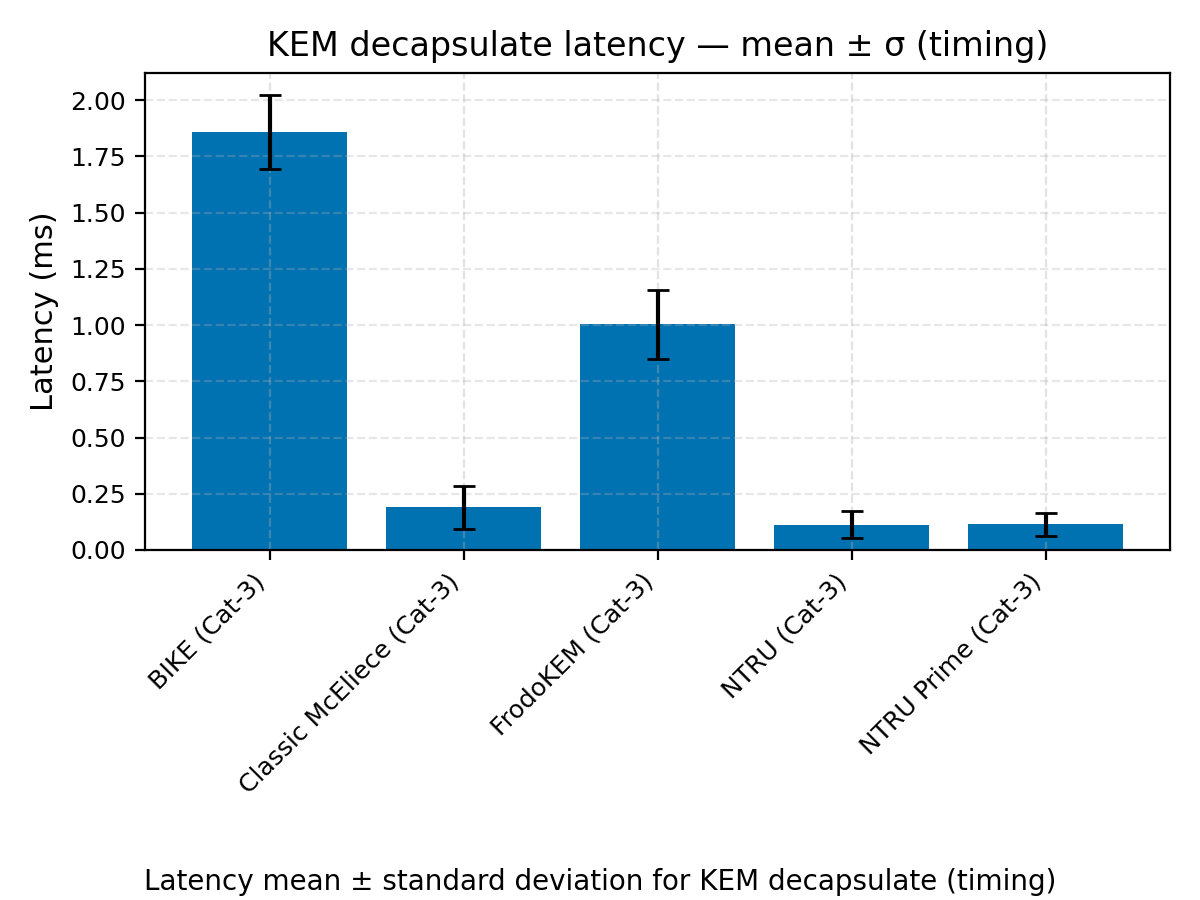 KEM decapsulate latency — mean ± σ (timing)
Latency (ms)
2.00
1.75
1.50
1.25
1.00
0.75
0.50
0.25
0.00
BIKE (Cat-3)
Classic McEliece (Cat-3)
FrodoKEM (Cat-3)
NTRU (Cat-3)
NTRU Prime (Cat-3)
Latency mean ± standard deviation for KEM decapsulate (timing)